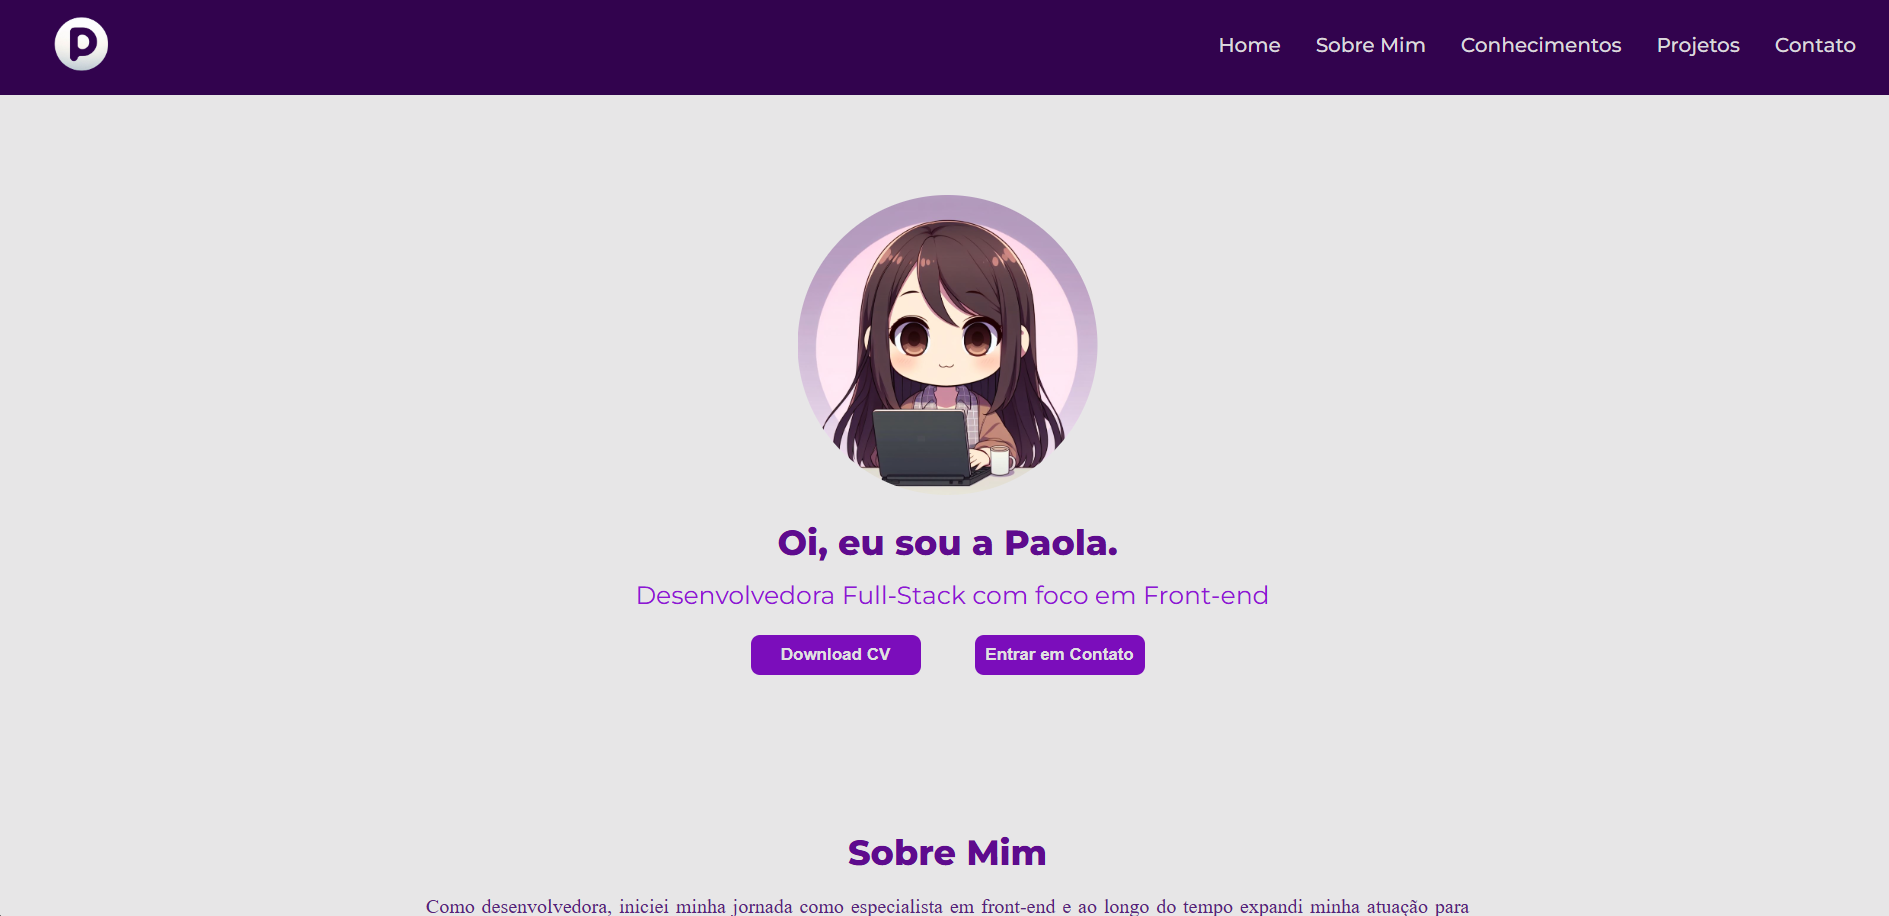 p
Home Sobre Mim Conhecimentos Projetos Contato
Oi, eu sou a Paola.
Desenvolvedora Full-Stack com foco em Front-end
Download CV Entrar em Contato
Sobre Mim
Como desenvolvedora, iniciei minha jornada como especialista em front-end e ao longo do tempo expandi minha atuação para